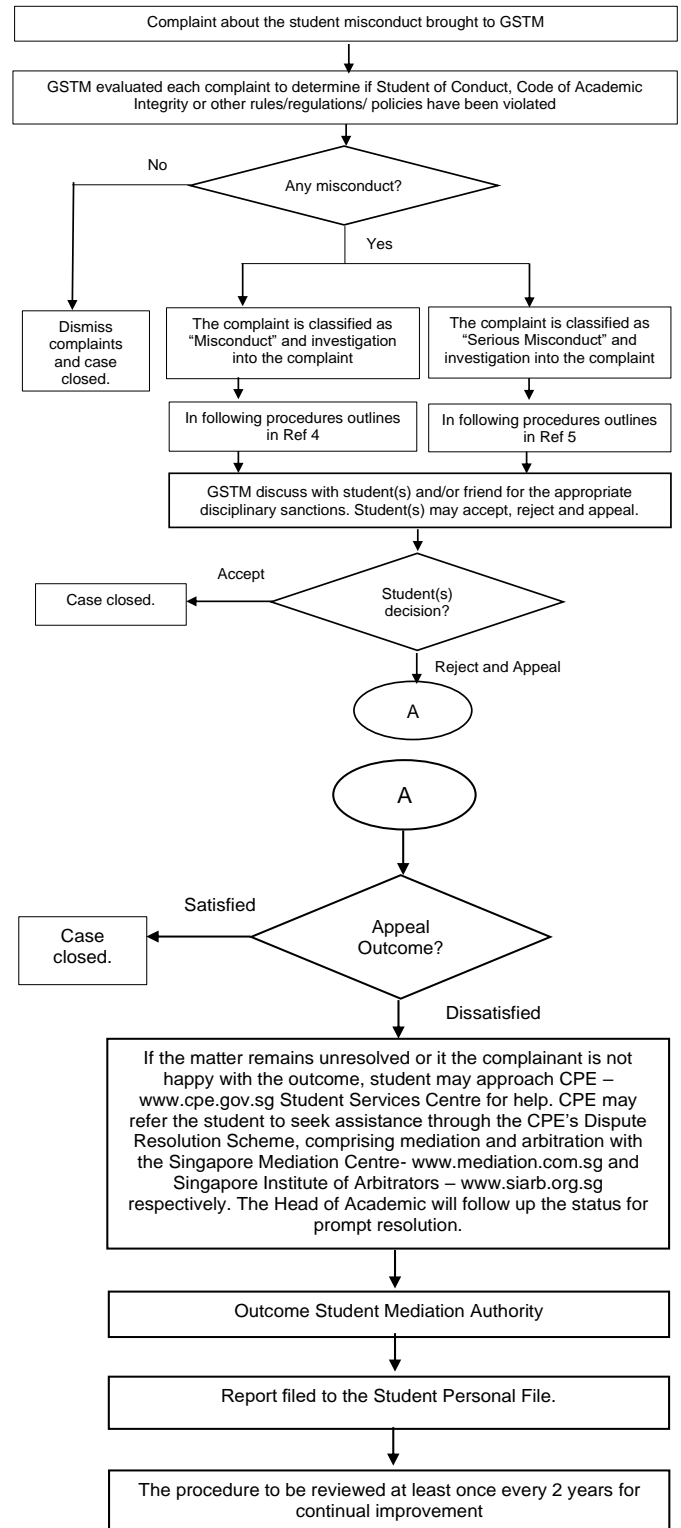 Complaint about the student misconduct brought to GSTM
GSTM evaluated each complaint to determine if Student of Conduct, Code of Academic
Integrity or other rules/regulations/ policies have been violated
No
Any misconduct?
Yes
Dismiss
complaints
and case
closed.
The complaint is classified as
“Misconduct” and investigation
into the complaint
The complaint is classified as
“Serious Misconduct” and
investigation into the complaint
In following procedures outlines
in Ref 4
In following procedures outlines
in Ref 5
GSTM discuss with student(s) and/or friend for the appropriate
disciplinary sanctions. Student(s) may accept, reject and appeal.
Accept
Case closed.
Student(s)
decision?
Reject and Appeal
A
A
Satisfied
Case
closed.
Appeal
Outcome?
Dissatisfied
If the matter remains unresolved or it the complainant is not
happy with the outcome, student may approach CPE –
www.cpe.gov.sg Student Services Centre for help. CPE may
refer the student to seek assistance through the CPE’s Dispute
Resolution Scheme, comprising mediation and arbitration with
the Singapore Mediation Centre- www.mediation.com.sg and
Singapore Institute of Arbitrators – www.siarb.org.sg
respectively. The Head of Academic will follow up the status for
prompt resolution.
Outcome Student Mediation Authority
Report filed to the Student Personal File.
The procedure to be reviewed at least once every 2 years for
continual improvement